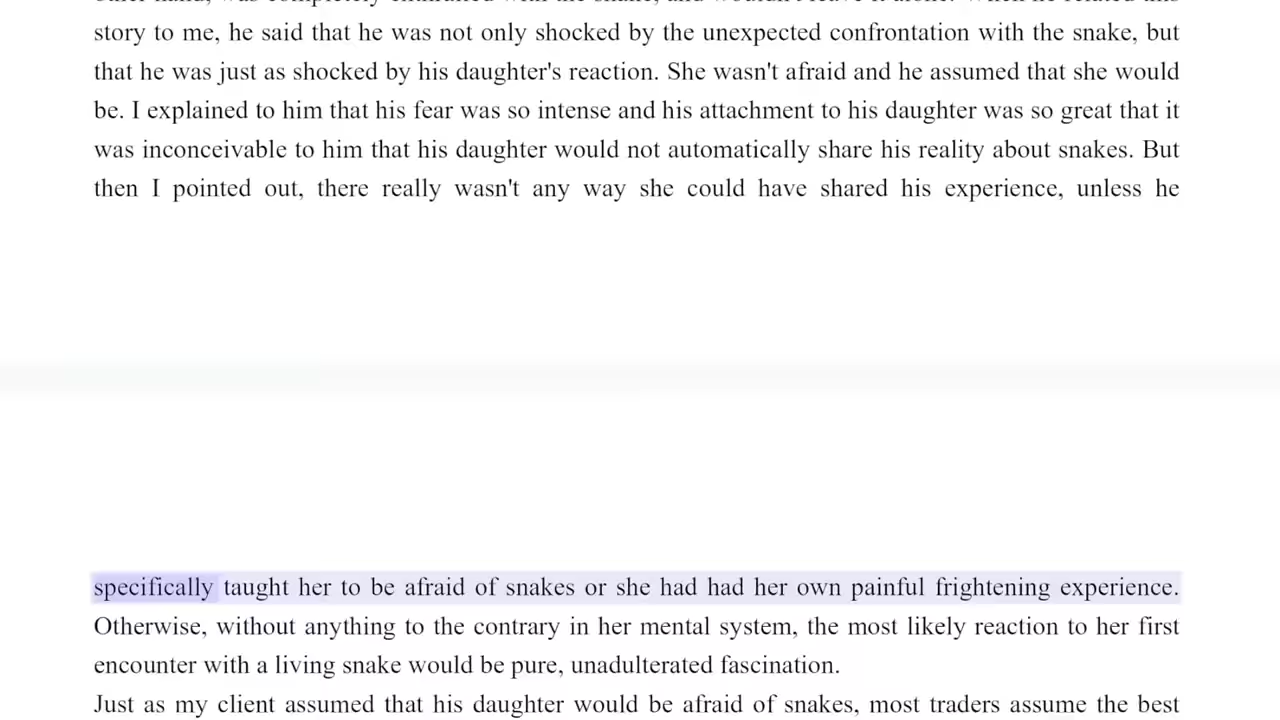 story to me, he said that he was not only shocked by the unexpected confrontation with the snake, but
that he was just as shocked by his daughter's reaction. She wasn't afraid and he assumed that she would
be. I explained to him that his fear was so intense and his attachment to his daughter was so great that it
was inconceivable to him that his daughter would not automatically share his reality about snakes. But
then I pointed out, there really wasn't any way she could have shared his experience, unless he
specifically taught her to be afraid of snakes or she had had her own painful frightening experience.
Otherwise, without anything to the contrary in her mental system, the most likely reaction to her first
encounter with a living snake would be pure, unadulterated fascination.
Just as my client assumed that his daughter would be afraid of snakes, most traders assume the best